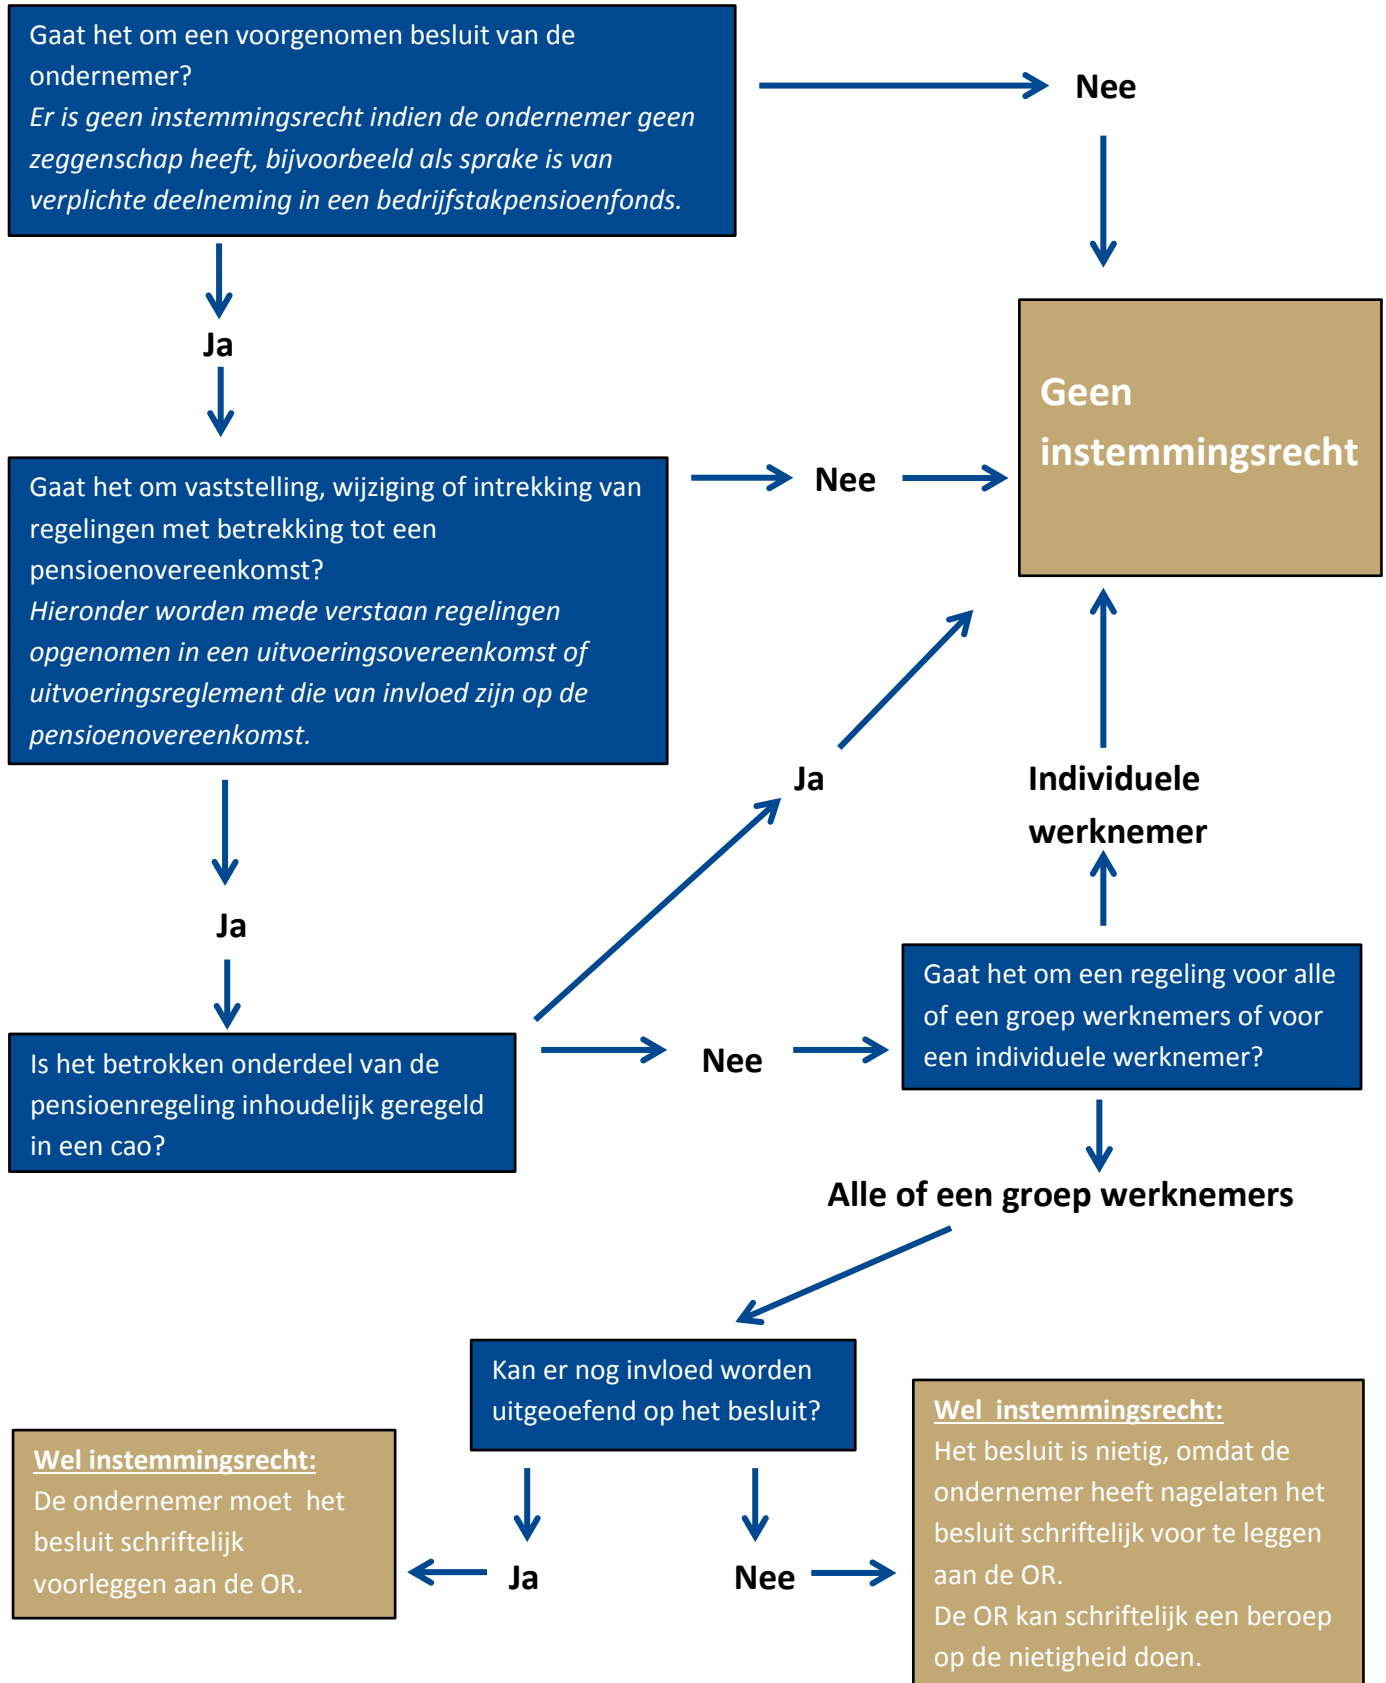 Gaat het om een voorgenomen besluit van de
ondernemer?
Er is geen instemmingsrecht indien de ondernemer geen
zeggenschap heeft, bijvoorbeeld als sprake is van
verplichte deelneming in een bedrijfstakpensioenfonds.
Nee
Ja
Geen
instemmingsrecht
Gaat het om vaststelling, wijziging of intrekking van
regelingen met betrekking tot een
pensioenovereenkomst?
Hieronder worden mede verstaan regelingen
opgenomen in een uitvoeringsovereenkomst of
uitvoeringsreglement die van invloed zijn op de
pensioenovereenkomst.
Nee
Ja
Individuele
werknemer
Ja
Gaat het om een regeling voor alle
of een groep werknemers of voor
een individuele werknemer?
Is het betrokken onderdeel van de
pensioenregeling inhoudelijk geregeld
in een cao?
Nee
Alle of een groep werknemers
Kan er nog invloed worden
uitgeoefend op het besluit?
Wel instemmingsrecht:
De ondernemer moet  het
besluit schriftelijk
voorleggen aan de OR.
Ja
Nee
Wel  instemmingsrecht:
Het besluit is nietig, omdat de
ondernemer heeft nagelaten het
besluit schriftelijk voor te leggen
aan de OR.
De OR kan schriftelijk een beroep
op de nietigheid doen.